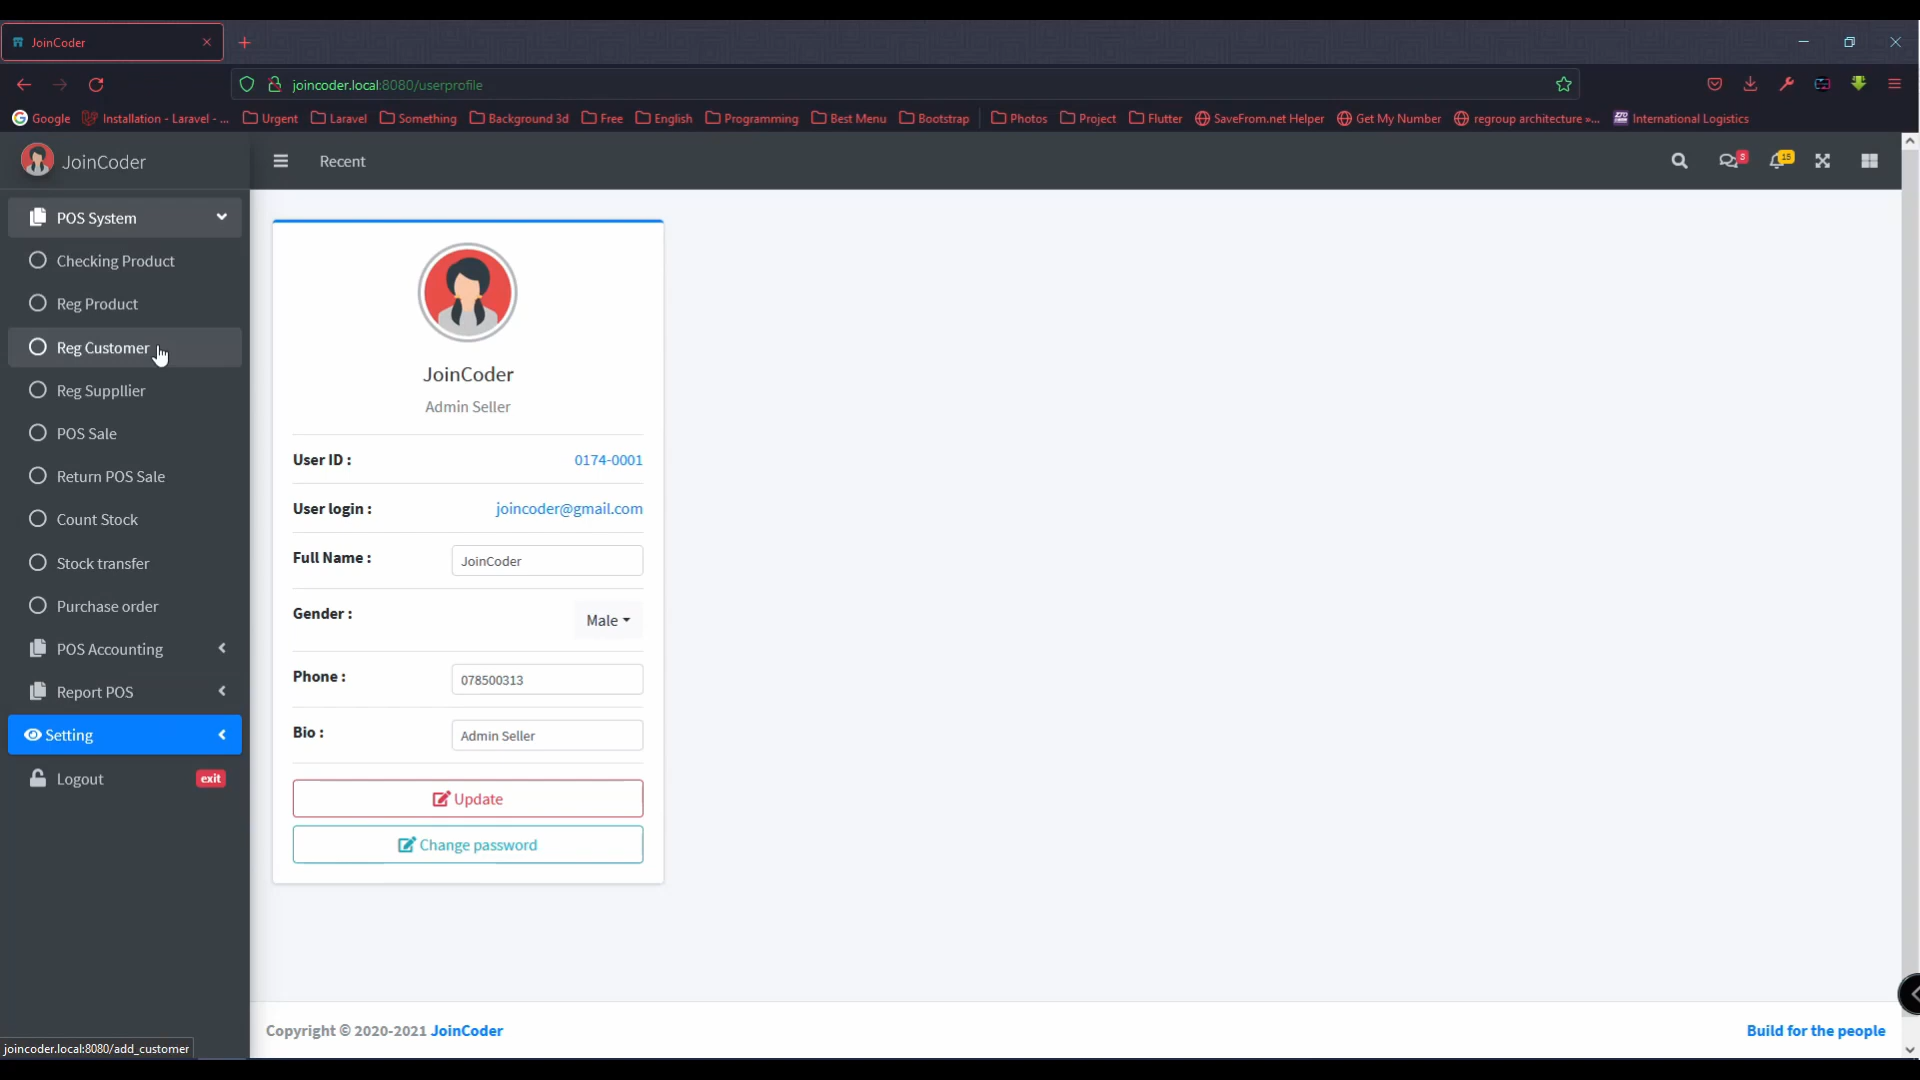 JoinCoder
joincoder.local:8080/userprofile
Google Installation - Laravel - ... Urgent Laravel Something Background 3d Free English Programming Best Menu Bootstrap Photos Project Flutter SaveFrom.net Helper Get My Number regroup architecture »... International Logistics
JoinCoder
Recent
3
15
POS System
Checking Product
Reg Product
Reg Customer
Reg Suppllier
POS Sale
Return POS Sale
Count Stock
Stock transfer
Purchase order
POS Accounting
Report POS
Setting
Logout exit
JoinCoder
Admin Seller
User ID : 0174-0001
User login : joincoder@gmail.com
Full Name : JoinCoder
Gender : Male
Phone : 078500313
Bio : Admin Seller
Update
Change password
Copyright © 2020-2021 JoinCoder
Build for the people
joincoder.local:8080/add_customer